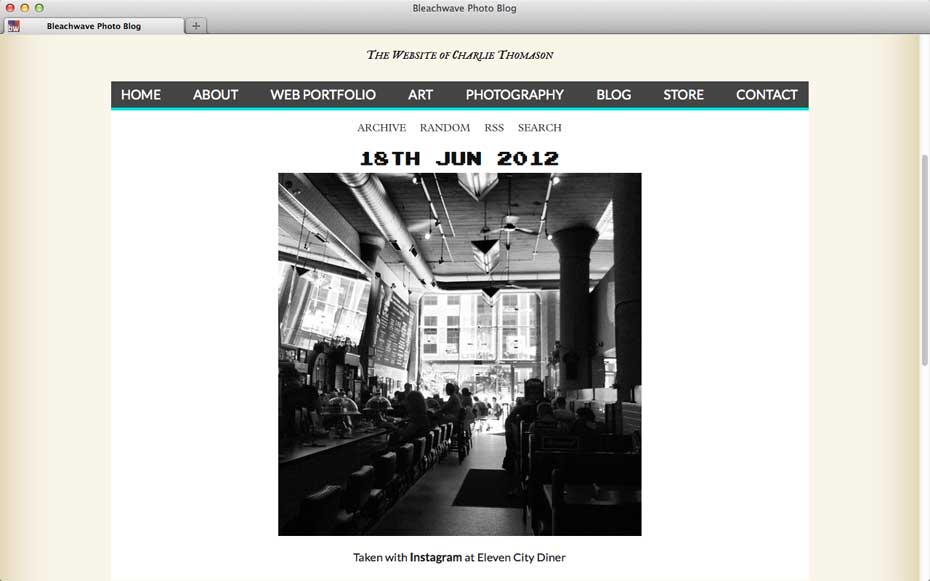 Bleachwave Photo Blog
Bleachwave Photo Blog
The Website of Charlie Thomason
HOME ABOUT WEB PORTFOLIO ART PHOTOGRAPHY BLOG STORE CONTACT
ARCHIVE RANDOM RSS SEARCH
18TH JUN 2012
Taken with Instagram at Eleven City Diner